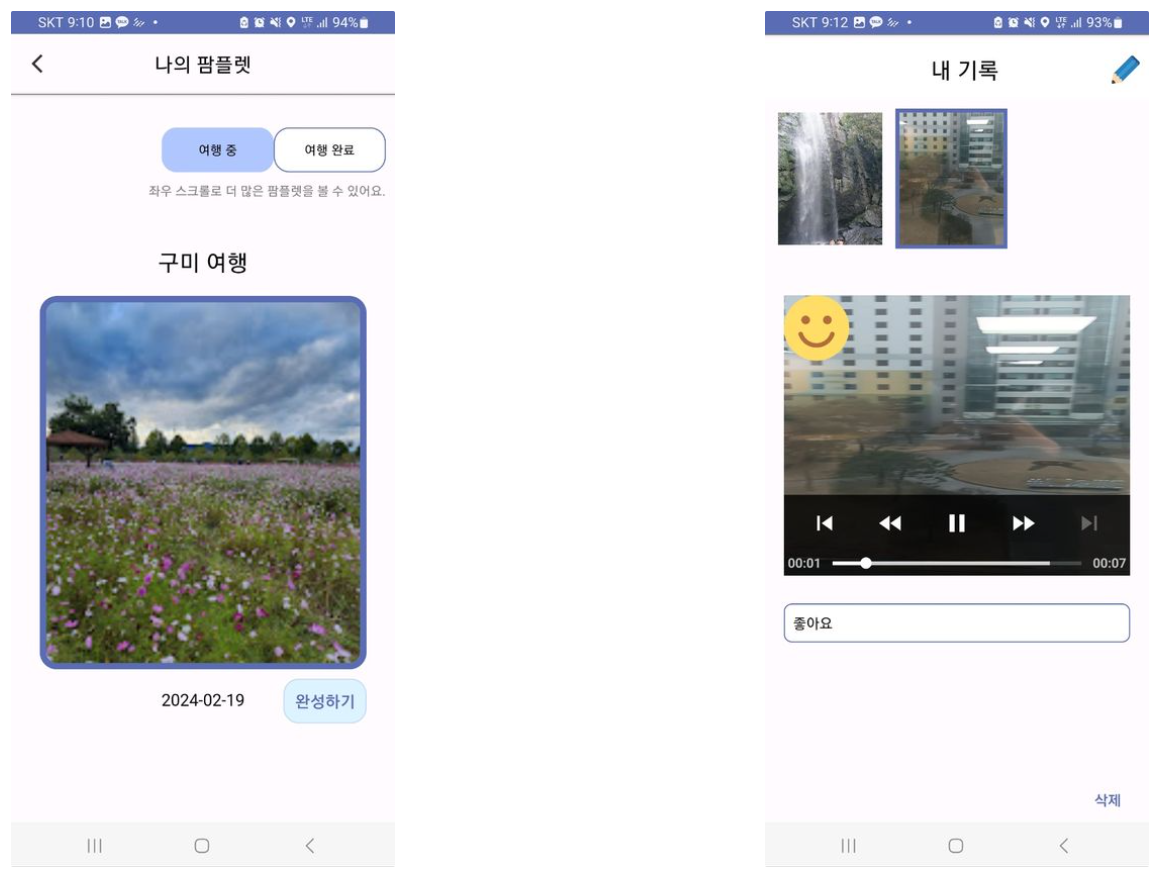 SKT 9:10
LTE
94%
나의 팜플렛
여행 중
여행 완료
좌우 스크롤로 더 많은 팜플렛을 볼 수 있어요.
구미 여행
2024-02-19
완성하기
SKT 9:12
LTE
93%
내 기록
00:01
00:07
좋아요
삭제